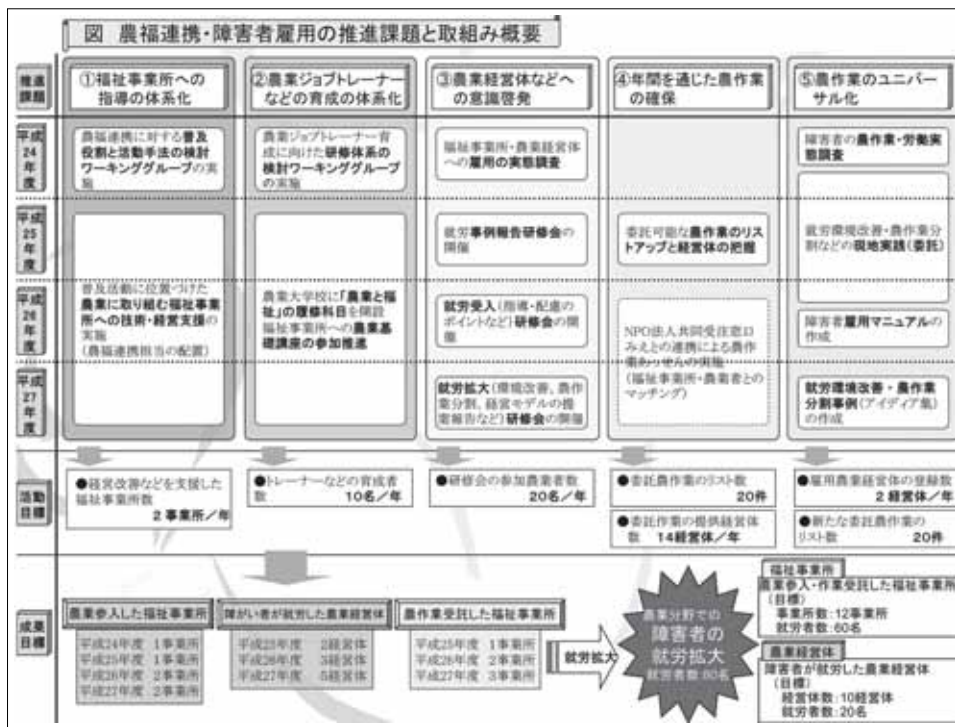 図 農福連携・障害者雇用の推進課題と取組み概要
推進
課題
①福祉事業所への
指導の体系化
②農業ジョブトレーナー
などの育成の体系化
③農業経営体などへ
の意識啓発
④年間を通じた農作業
の確保
⑤農作業のユニバー
サル化
平成
24
年
度
農福連携に対する普及
役割と活動手法の検討
ワーキンググループの実
施
農業ジョブトレーナー育
成に向けた研修体系の
検討ワーキンググループ
の実施
福祉事業所・農業経営体
への雇用の実態調査
障害者の農作業・労働実
態調査
平成
25
年
度
就労事例報告研修会の
開催
委託可能な農作業のリス
トアップと経営体の把握
就労環境改善・農作業分
割などの現地実践(委託)
平成
26
年
度
普及活動に位置づけた
農業に取り組む福祉事業
所への技術・経営支援の
実施
(農福連携担当の配置)
農業大学校に「農業と福
祉」の履修科目を開設
福祉事業所への農業基
礎講座の参加推進
就労受入(指導・配慮の
ポイントなど)研修会の開
催
NPO法人共同受注窓口
みえとの連携による農作
業あっせんの実施
(福祉事業所・農業者との
マッチング)
障害者雇用マニュアルの
作成
平成
27
年
度
就労拡大(環境改善、農作
業分割、経営モデルの提
案報告など)研修会の開催
就労環境改善・農作業
分割事例(アイディア集)
の作成
活動
目標
●経営改善などを支援した
福祉事業所数
2事業所/年
●トレーナーなどの育成者
数 10名/年
●研修会の参加農業者数
20名/年
●委託農作業のリスト数
20件
●委託作業の提供経営体
数 14経営体/年
●雇用農業経営体の登録数
2経営体/年
●新たな委託農作業の
リスト数 20件
成果
目標
農業参入した福祉事業所
平成24年度 1事業所
平成25年度 1事業所
平成26年度 2事業所
平成27年度 2事業所
障がい者が就労した農業経営体
平成25年度 2経営体
平成26年度 3経営体
平成27年度 5経営体
農作業受託した福祉事業所
平成25年度 1事業所
平成26年度 2事業所
平成27年度 3事業所
就労拡大
農業分野での
障害者の
就労拡大
就労者数:80名
福祉事業所
農業参入・作業受託した福祉事業所
(目標)
事業所数:12事業所
就労者数:60名
農業経営体
障害者が就労した農業経営体
(目標)
経営体数:10経営体
就労者数:20名